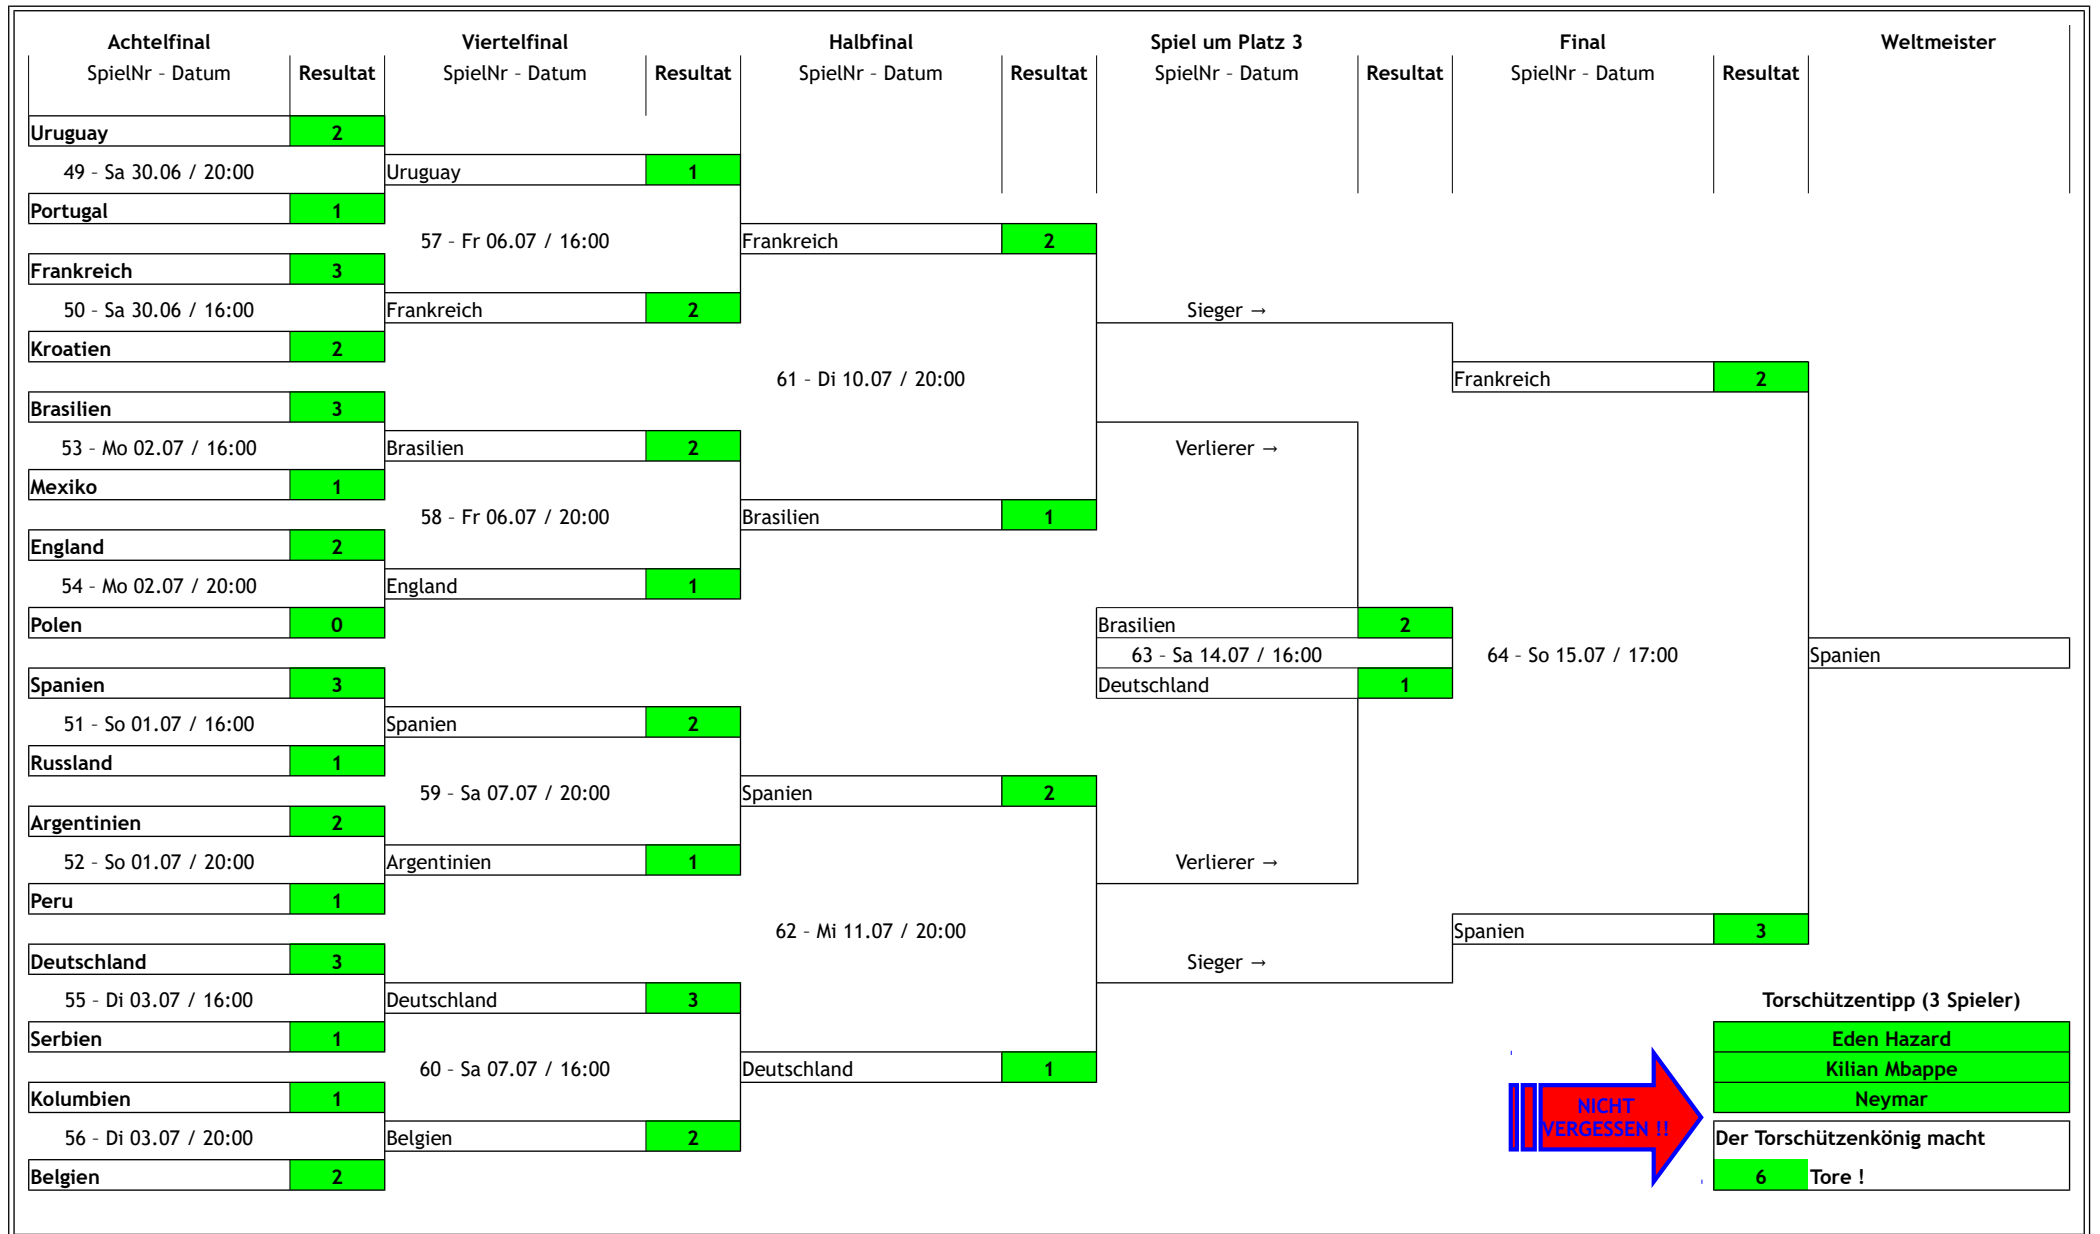 Achtelfinal Viertelfinal Halbfinal Spiel um Platz 3 Final Weltmeister
SpielNr - Datum Resultat SpielNr - Datum Resultat SpielNr - Datum Resultat SpielNr - Datum Resultat SpielNr - Datum Resultat
Uruguay 2
49 - Sa 30.06 / 20:00 Uruguay 1
Portugal 1
57 - Fr 06.07 / 16:00 Frankreich 2
Frankreich 3
50 - Sa 30.06 / 16:00 Frankreich 2 Sieger →
Kroatien 2
61 - Di 10.07 / 20:00 Frankreich 2
Brasilien 3
53 - Mo 02.07 / 16:00 Brasilien 2 Verlierer →
Mexiko 1
58 - Fr 06.07 / 20:00 Brasilien 1
England 2
54 - Mo 02.07 / 20:00 England 1
Polen 0 Brasilien 2
63 - Sa 14.07 / 16:00 64 - So 15.07 / 17:00 Spanien
Spanien 3 Deutschland 1
51 - So 01.07 / 16:00 Spanien 2
Russland 1
59 - Sa 07.07 / 20:00 Spanien 2
Argentinien 2
52 - So 01.07 / 20:00 Argentinien 1 Verlierer →
Peru 1
62 - Mi 11.07 / 20:00 Spanien 3
Deutschland 3 Sieger →
55 - Di 03.07 / 16:00 Deutschland 3 Torschützentipp (3 Spieler)
Serbien 1 Eden Hazard
60 - Sa 07.07 / 16:00 Deutschland 1 Kilian Mbappe
Kolumbien 1 NICHT Neymar
VERGESSEN !!
56 - Di 03.07 / 20:00 Belgien 2 Der Torschützenkönig macht
Belgien 2 6 Tore !